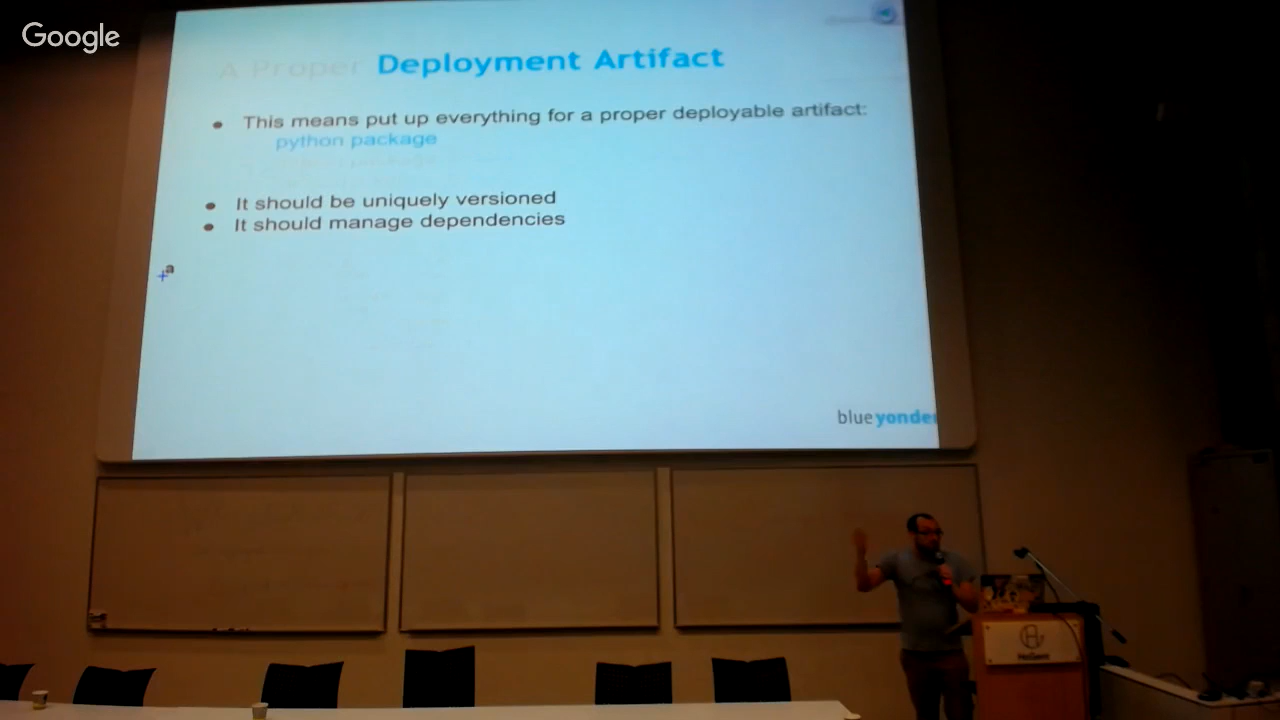 Google
A Proper Deployment Artifact
This means put up everything for a proper deployable artifact:
python package
It should be uniquely versioned
It should manage dependencies
a
blue yonder